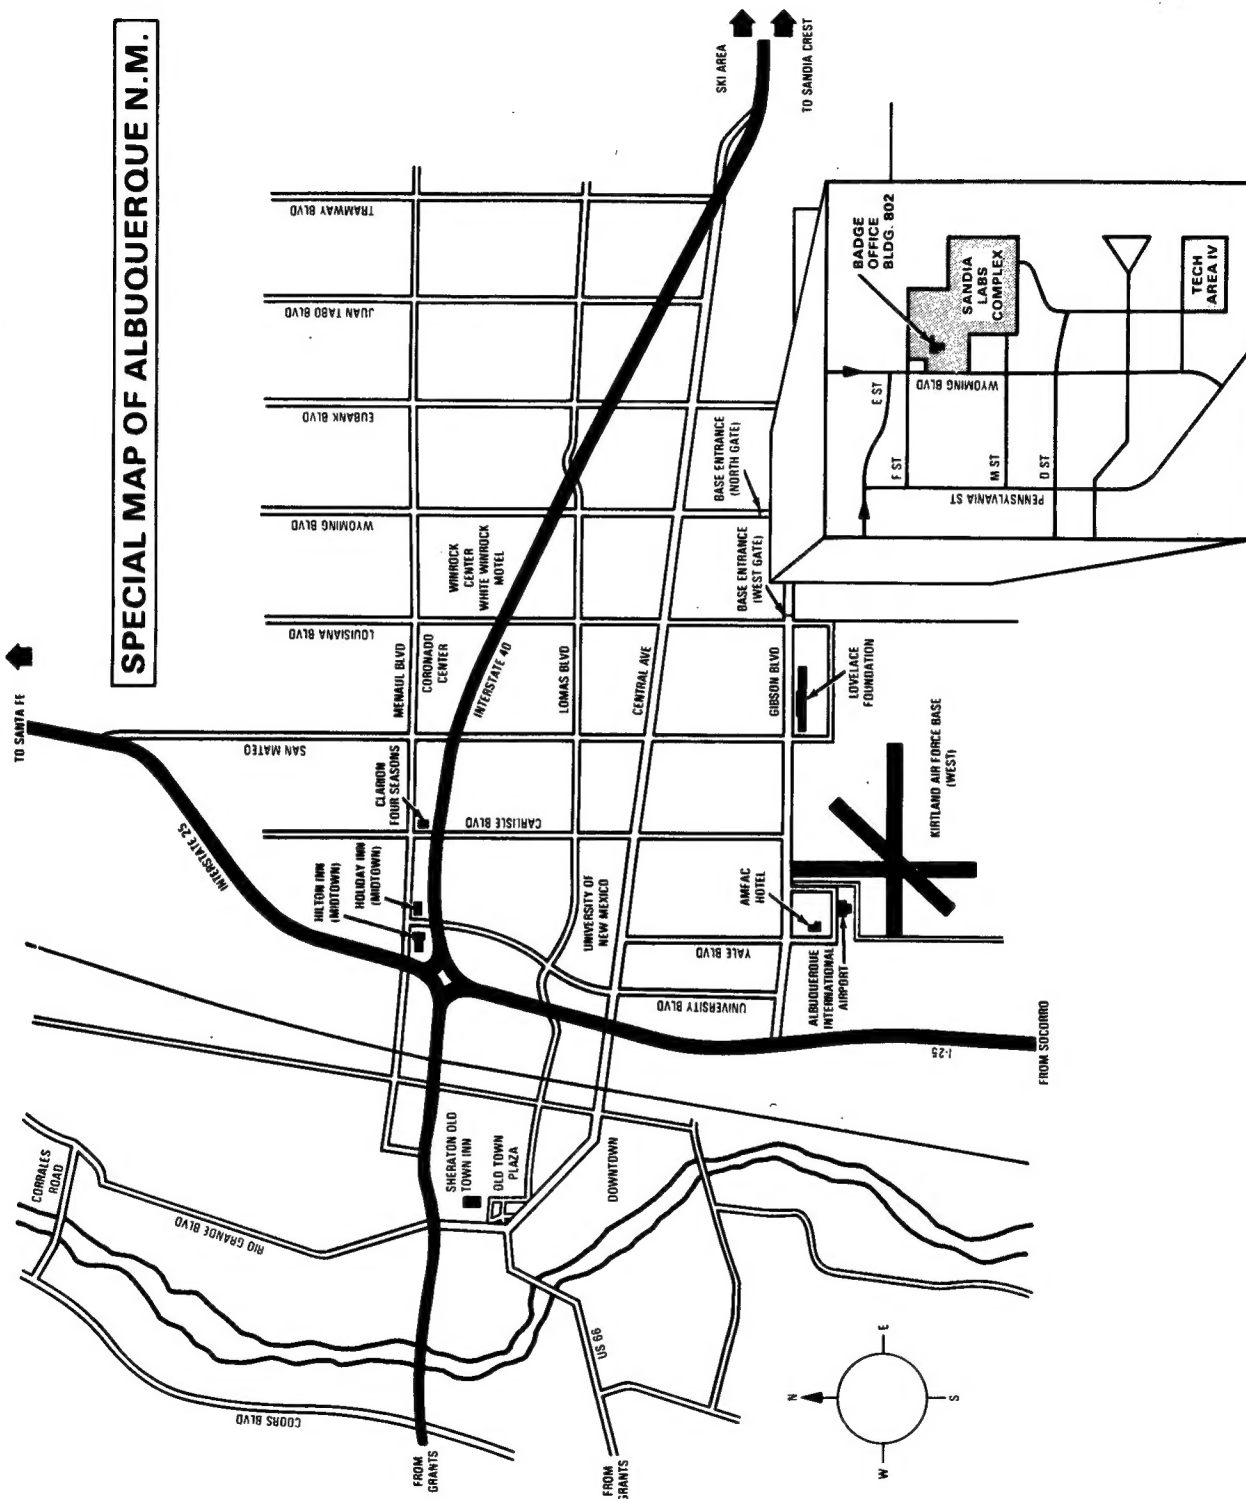 SPECIAL MAP OF ALBUQUERQUE N.M.
TO SANTA FE
SKI AREA
TO SANDIA CREST
INTERSTATE 25
SAN MATEO
LOUISIANA BLVD
WYOMING BLVD
EUBANK BLVD
JUAN TABO BLVD
TRAMWAY BLVD
CORRALES
ROAD
RIO GRANDE BLVD
COORS BLVD
HILTON INN
(MIDTOWN)
HOLIDAY INN
(MIDTOWN)
CLARION
FOUR SEASONS
CARLISLE BLVD
MENAUL BLVD
CORONADO
CENTER
WINROCK
CENTER
WHITE WINROCK
MOTEL
INTERSTATE 40
FROM
GRANTS
SHERATON OLD
TOWN INN
OLD TOWN
PLAZA
LOMAS BLVD
UNIVERSITY OF
NEW MEXICO
CENTRAL AVE
DOWNTOWN
US 66
FROM
GRANTS
UNIVERSITY BLVD
YALE BLVD
AMFAC
HOTEL
GIBSON BLVD
BASE ENTRANCE
(WEST GATE)
BASE ENTRANCE
(NORTH GATE)
ALBUQUERQUE
INTERNATIONAL
AIRPORT
LOVELACE
FOUNDATION
KIRTLAND AIR FORCE BASE
(WEST)
I-25
FROM SOCORRO
BADGE
OFFICE
BLDG. 802
SANDIA
LABS
COMPLEX
TECH
AREA IV
E ST
F ST
WYOMING BLVD
M ST
O ST
PENNSYLVANIA ST
N
E
S
W